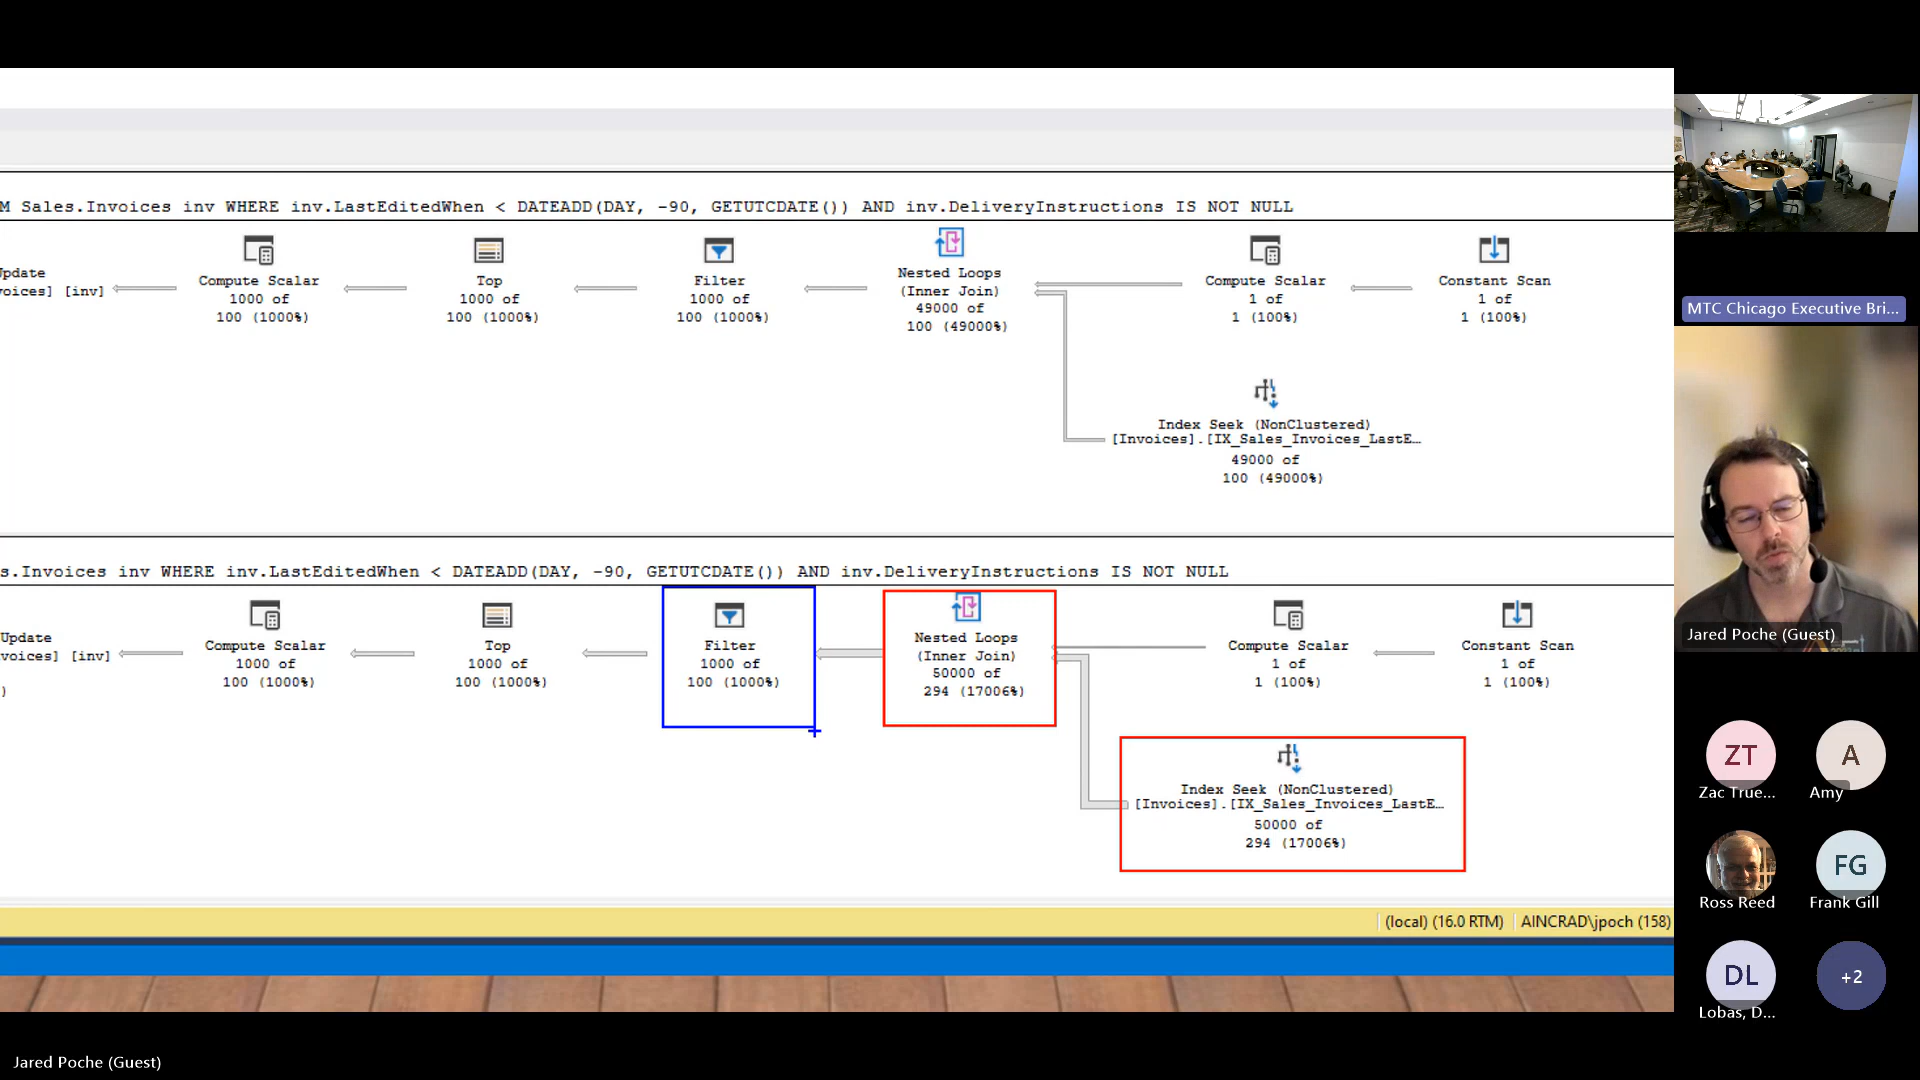 M Sales.Invoices inv WHERE inv.LastEditedWhen < DATEADD(DAY, -90, GETUTCDATE()) AND inv.DeliveryInstructions IS NOT NULL
Update
voices] [inv]
Compute Scalar
1000 of
100 (1000%)
Top
1000 of
100 (1000%)
Filter
1000 of
100 (1000%)
Nested Loops
(Inner Join)
49000 of
100 (49000%)
Compute Scalar
1 of
1 (100%)
Constant Scan
1 of
1 (100%)
Index Seek (NonClustered)
[Invoices].[IX_Sales_Invoices_LastE…
49000 of
100 (49000%)
s.Invoices inv WHERE inv.LastEditedWhen < DATEADD(DAY, -90, GETUTCDATE()) AND inv.DeliveryInstructions IS NOT NULL
Update
voices] [inv]
)
Compute Scalar
1000 of
100 (1000%)
Top
1000 of
100 (1000%)
Filter
1000 of
100 (1000%)
Nested Loops
(Inner Join)
50000 of
294 (17006%)
Compute Scalar
1 of
1 (100%)
Constant Scan
1 of
1 (100%)
Index Seek (NonClustered)
[Invoices].[IX_Sales_Invoices_LastE…
50000 of
294 (17006%)
(local) (16.0 RTM)
AINCRAD\jpoch (158)
MTC Chicago Executive Bri...
Jared Poche (Guest)
ZT
Zac True...
A
Amy
Ross Reed
FG
Frank Gill
DL
Lobas, D...
+2
Jared Poche (Guest)